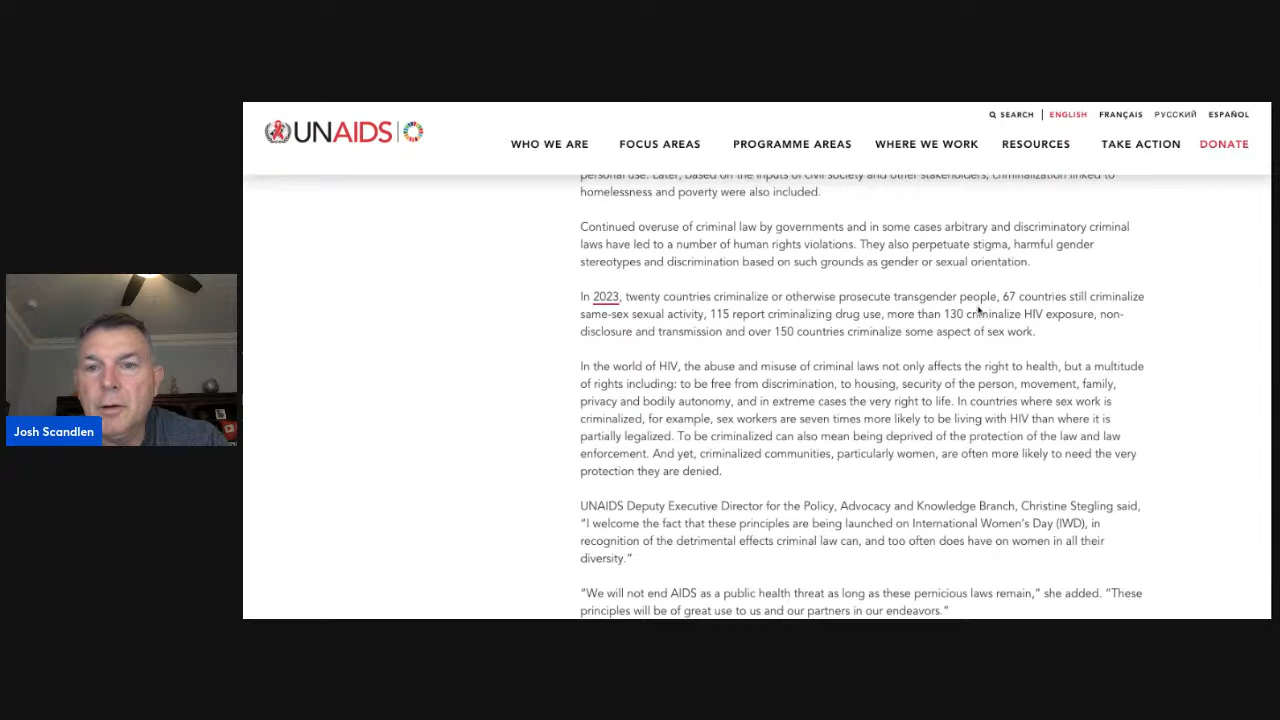 SEARCH | ENGLISH FRANÇAIS РУССКИЙ ESPAÑOL
UNAIDS
WHO WE ARE FOCUS AREAS PROGRAMME AREAS WHERE WE WORK RESOURCES TAKE ACTION DONATE
personal use. Later, based on the inputs of civil society and other stakeholders, criminalization linked to
homelessness and poverty were also included.
Continued overuse of criminal law by governments and in some cases arbitrary and discriminatory criminal
laws have led to a number of human rights violations. They also perpetuate stigma, harmful gender
stereotypes and discrimination based on such grounds as gender or sexual orientation.
In 2023, twenty countries criminalize or otherwise prosecute transgender people, 67 countries still criminalize
same-sex sexual activity, 115 report criminalizing drug use, more than 130 criminalize HIV exposure, non-
disclosure and transmission and over 150 countries criminalize some aspect of sex work.
In the world of HIV, the abuse and misuse of criminal laws not only affects the right to health, but a multitude
of rights including: to be free from discrimination, to housing, security of the person, movement, family,
privacy and bodily autonomy, and in extreme cases the very right to life. In countries where sex work is
criminalized, for example, sex workers are seven times more likely to be living with HIV than where it is
partially legalized. To be criminalized can also mean being deprived of the protection of the law and law
enforcement. And yet, criminalized communities, particularly women, are often more likely to need the very
protection they are denied.
UNAIDS Deputy Executive Director for the Policy, Advocacy and Knowledge Branch, Christine Stegling said,
“I welcome the fact that these principles are being launched on International Women’s Day (IWD), in
recognition of the detrimental effects criminal law can, and too often does have on women in all their
diversity.”
“We will not end AIDS as a public health threat as long as these pernicious laws remain,” she added. “These
principles will be of great use to us and our partners in our endeavors.”
Josh Scandlen